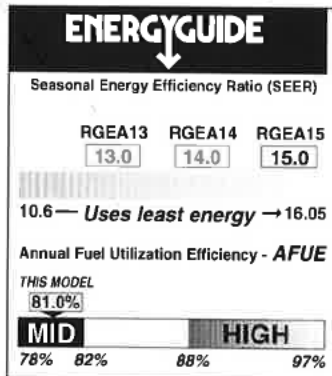 ENERGYGUIDE
Seasonal Energy Efficiency Ratio (SEER)
RGEA13 RGEA14 RGEA15
13.0 14.0 15.0
10.6 — Uses least energy → 16.05
Annual Fuel Utilization Efficiency - AFUE
THIS MODEL
81.0%
MID HIGH
78% 82% 88% 97%